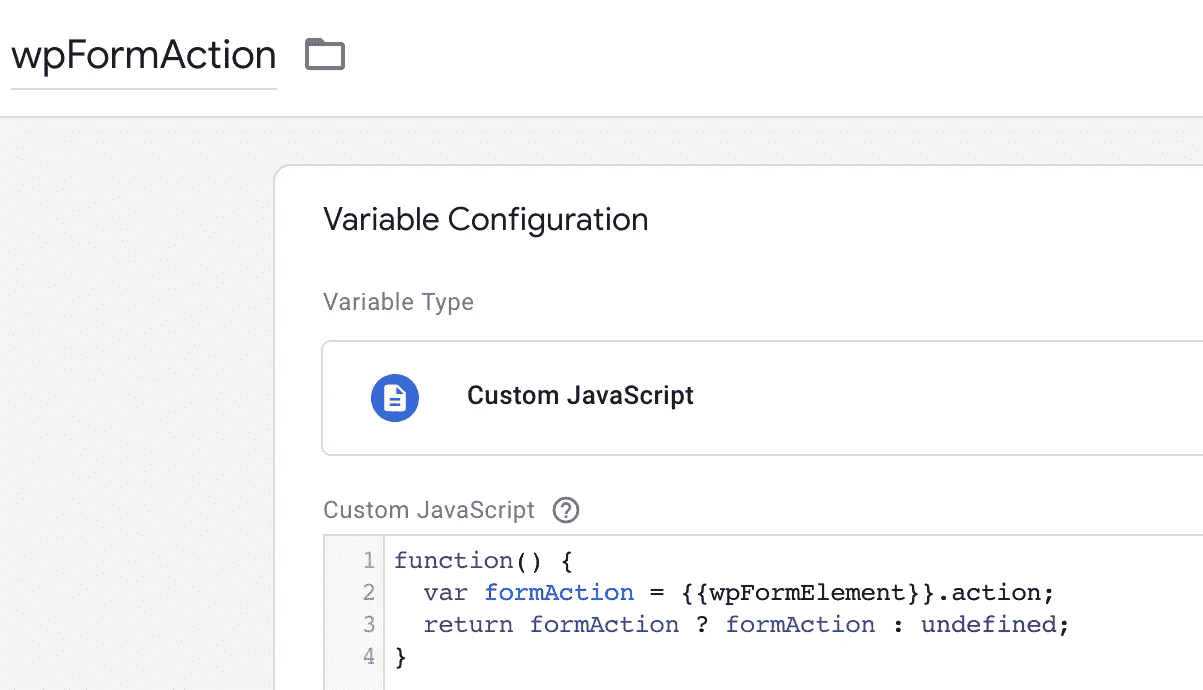 wpFormAction
Variable Configuration
Variable Type
Custom JavaScript
Custom JavaScript ?
1 function() {
2   var formAction = {{wpFormElement}}.action;
3   return formAction ? formAction : undefined;
4 }